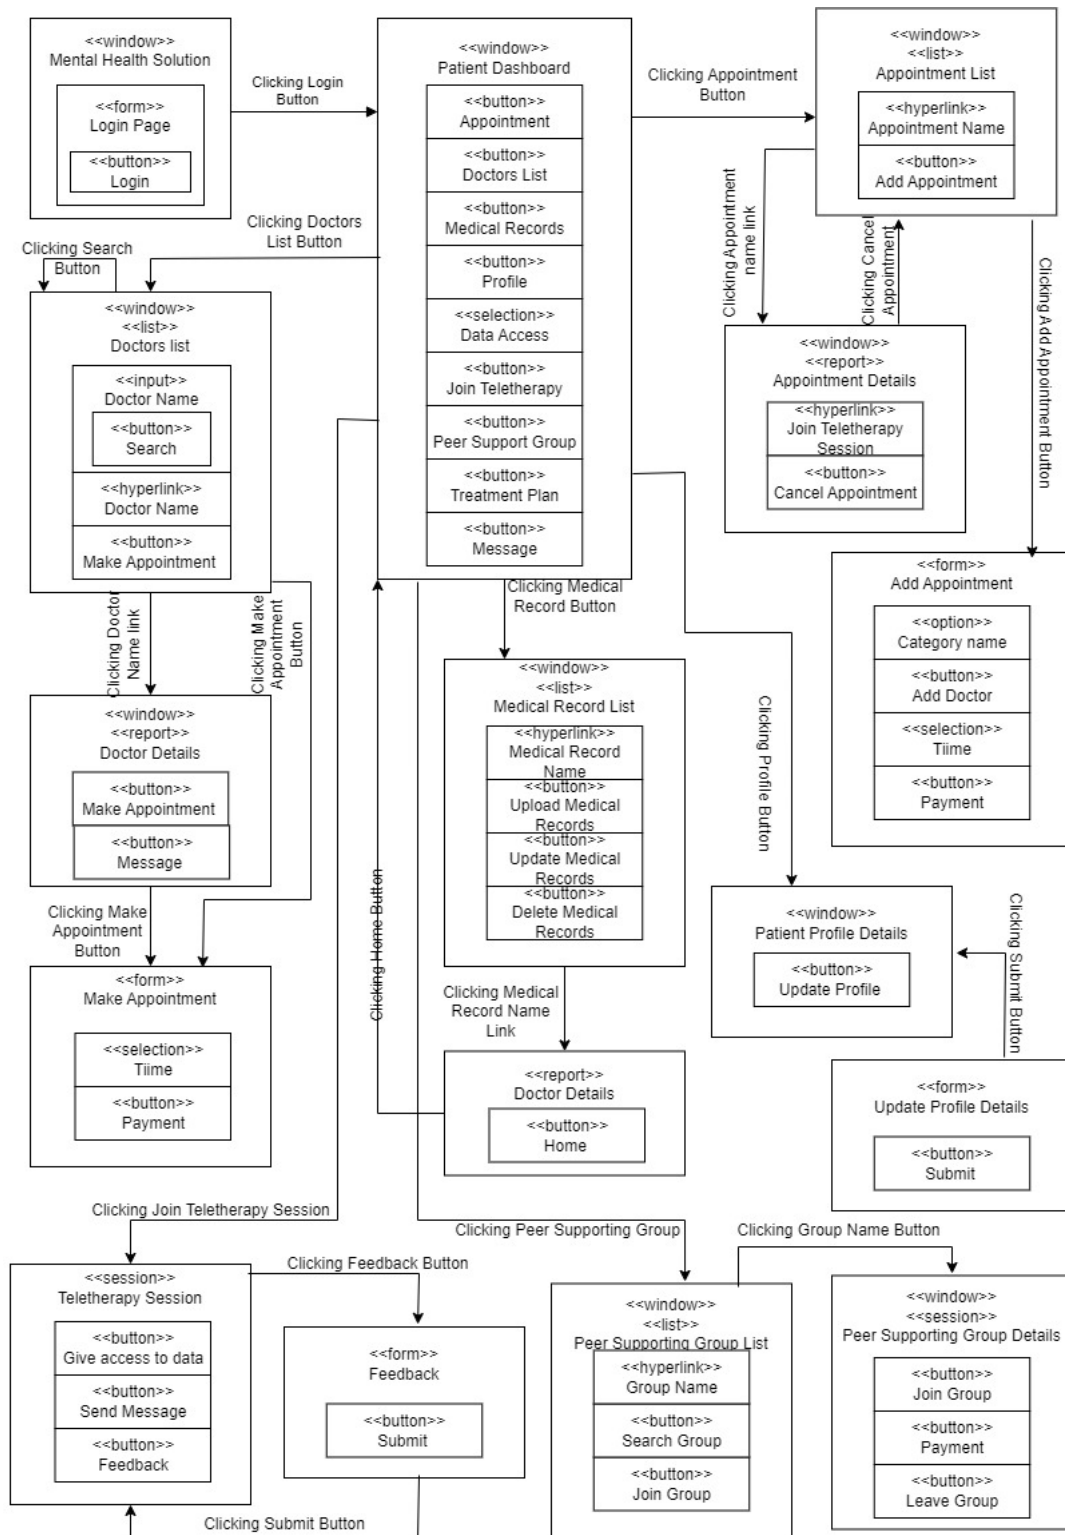 <<window>>
Mental Health Solution
<<form>>
Login Page
<<button>>
Login
Clicking Login
Button
<<window>>
Patient Dashboard
<<button>>
Appointment
<<button>>
Doctors List
<<button>>
Medical Records
<<button>>
Profile
<<selection>>
Data Access
<<button>>
Join Teletherapy
<<button>>
Peer Support Group
<<button>>
Treatment Plan
<<button>>
Message
Clicking Appointment
Button
<<window>>
<<list>>
Appointment List
<<hyperlink>>
Appointment Name
<<button>>
Add Appointment
Clicking Appointment
name link
Clicking Cancel
Appointment
Clicking Add Appointment Button
<<window>>
<<report>>
Appointment Details
<<hyperlink>>
Join Teletherapy
Session
<<button>>
Cancel Appointment
Clicking Doctors
List Button
Clicking Search
Button
<<window>>
<<list>>
Doctors list
<<input>>
Doctor Name
<<button>>
Search
<<hyperlink>>
Doctor Name
<<button>>
Make Appointment
Clicking Doctor
Name link
Clicking Make
Appointment
Button
<<window>>
<<report>>
Doctor Details
<<button>>
Make Appointment
<<button>>
Message
Clicking Make
Appointment
Button
<<form>>
Make Appointment
<<selection>>
Tiime
<<button>>
Payment
Clicking Medical
Record Button
<<window>>
<<list>>
Medical Record List
<<hyperlink>>
Medical Record
Name
<<button>>
Upload Medical
Records
<<button>>
Update Medical
Records
<<button>>
Delete Medical
Records
Clicking Home Button
Clicking Medical
Record Name
Link
<<report>>
Doctor Details
<<button>>
Home
Clicking Profile Button
<<form>>
Add Appointment
<<option>>
Category name
<<button>>
Add Doctor
<<selection>>
Tiime
<<button>>
Payment
<<window>>
Patient Profile Details
<<button>>
Update Profile
Clicking Submit Button
<<form>>
Update Profile Details
<<button>>
Submit
Clicking Join Teletherapy Session
<<session>>
Teletherapy Session
<<button>>
Give access to data
<<button>>
Send Message
<<button>>
Feedback
Clicking Feedback Button
<<form>>
Feedback
<<button>>
Submit
Clicking Submit Button
Clicking Peer Supporting Group
<<window>>
<<list>>
Peer Supporting Group List
<<hyperlink>>
Group Name
<<button>>
Search Group
<<button>>
Join Group
Clicking Group Name Button
<<window>>
<<session>>
Peer Supporting Group Details
<<button>>
Join Group
<<button>>
Payment
<<button>>
Leave Group